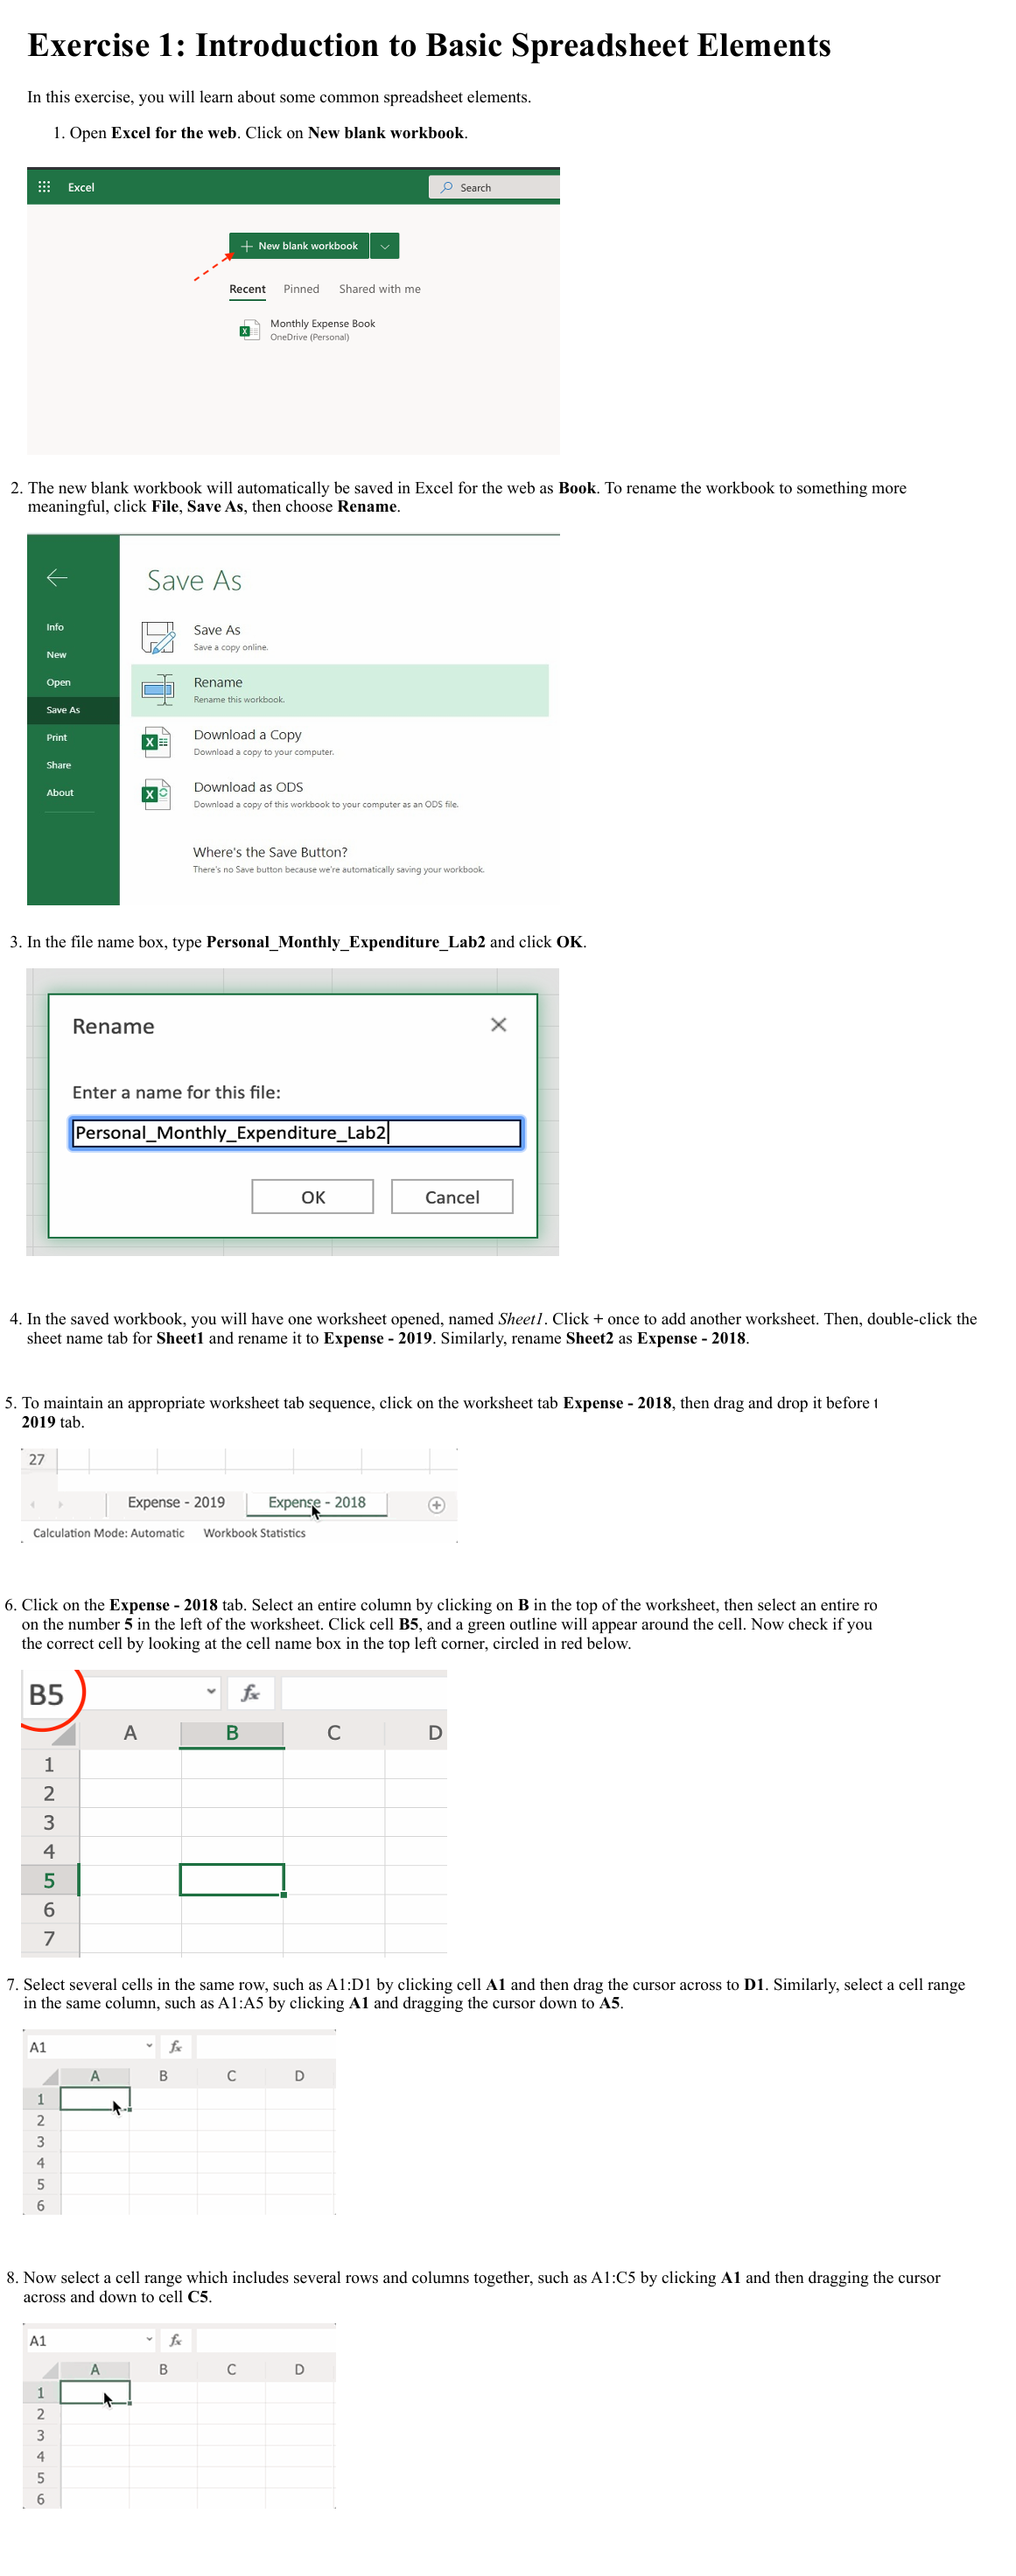 Exercise 1: Introduction to Basic Spreadsheet Elements
In this exercise, you will learn about some common spreadsheet elements.
1. Open Excel for the web. Click on New blank workbook.
Excel
Search
New blank workbook
Recent Pinned Shared with me
Monthly Expense Book
OneDrive (Personal)
2. The new blank workbook will automatically be saved in Excel for the web as Book. To rename the workbook to something more
meaningful, click File, Save As, then choose Rename.
Save As
Info
New
Open
Save As
Print
Share
About
Save As
Save a copy online.
Rename
Rename this workbook.
Download a Copy
Download a copy to your computer.
Download as ODS
Download a copy of this workbook to your computer as an ODS file.
Where's the Save Button?
There's no Save button because we're automatically saving your workbook.
3. In the file name box, type Personal_Monthly_Expenditure_Lab2 and click OK.
Rename
Enter a name for this file:
Personal_Monthly_Expenditure_Lab2
OK Cancel
4. In the saved workbook, you will have one worksheet opened, named Sheet1. Click + once to add another worksheet. Then, double-click the
sheet name tab for Sheet1 and rename it to Expense - 2019. Similarly, rename Sheet2 as Expense - 2018.
5. To maintain an appropriate worksheet tab sequence, click on the worksheet tab Expense - 2018, then drag and drop it before
2019 tab.
27
Expense - 2019 Expense - 2018
Calculation Mode: Automatic Workbook Statistics
6. Click on the Expense - 2018 tab. Select an entire column by clicking on B in the top of the worksheet, then select an entire ro
on the number 5 in the left of the worksheet. Click cell B5, and a green outline will appear around the cell. Now check if you
the correct cell by looking at the cell name box in the top left corner, circled in red below.
B5 fx
A B C D
1
2
3
4
5
6
7
7. Select several cells in the same row, such as A1:D1 by clicking cell A1 and then drag the cursor across to D1. Similarly, select a cell range
in the same column, such as A1:A5 by clicking A1 and dragging the cursor down to A5.
A1 fx
A B C D
1
2
3
4
5
6
8. Now select a cell range which includes several rows and columns together, such as A1:C5 by clicking A1 and then dragging the cursor
across and down to cell C5.
A1 fx
A B C D
1
2
3
4
5
6